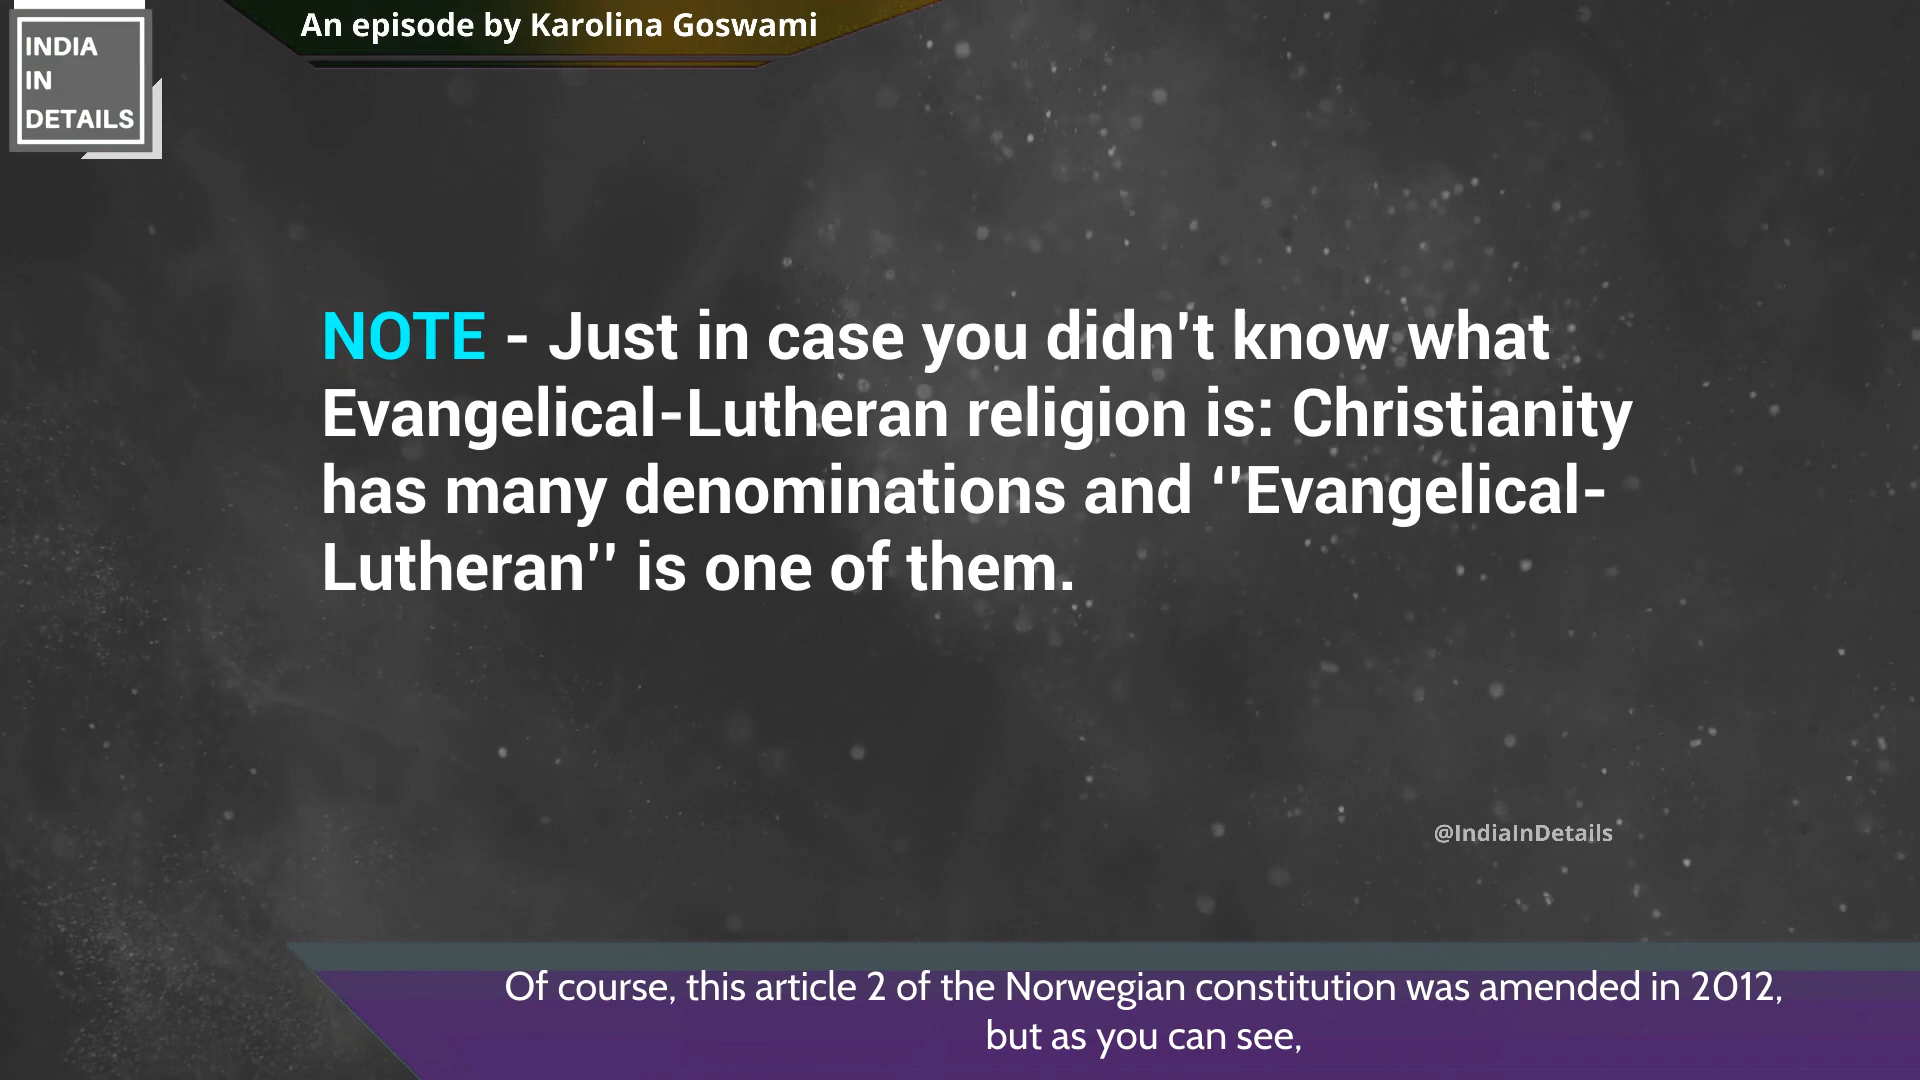 INDIA
IN
DETAILS
An episode by Karolina Goswami
NOTE - Just in case you didn't know what
Evangelical-Lutheran religion is: Christianity
has many denominations and ‘'Evangelical-
Lutheran'' is one of them.
@IndiaInDetails
Of course, this article 2 of the Norwegian constitution was amended in 2012,
but as you can see,